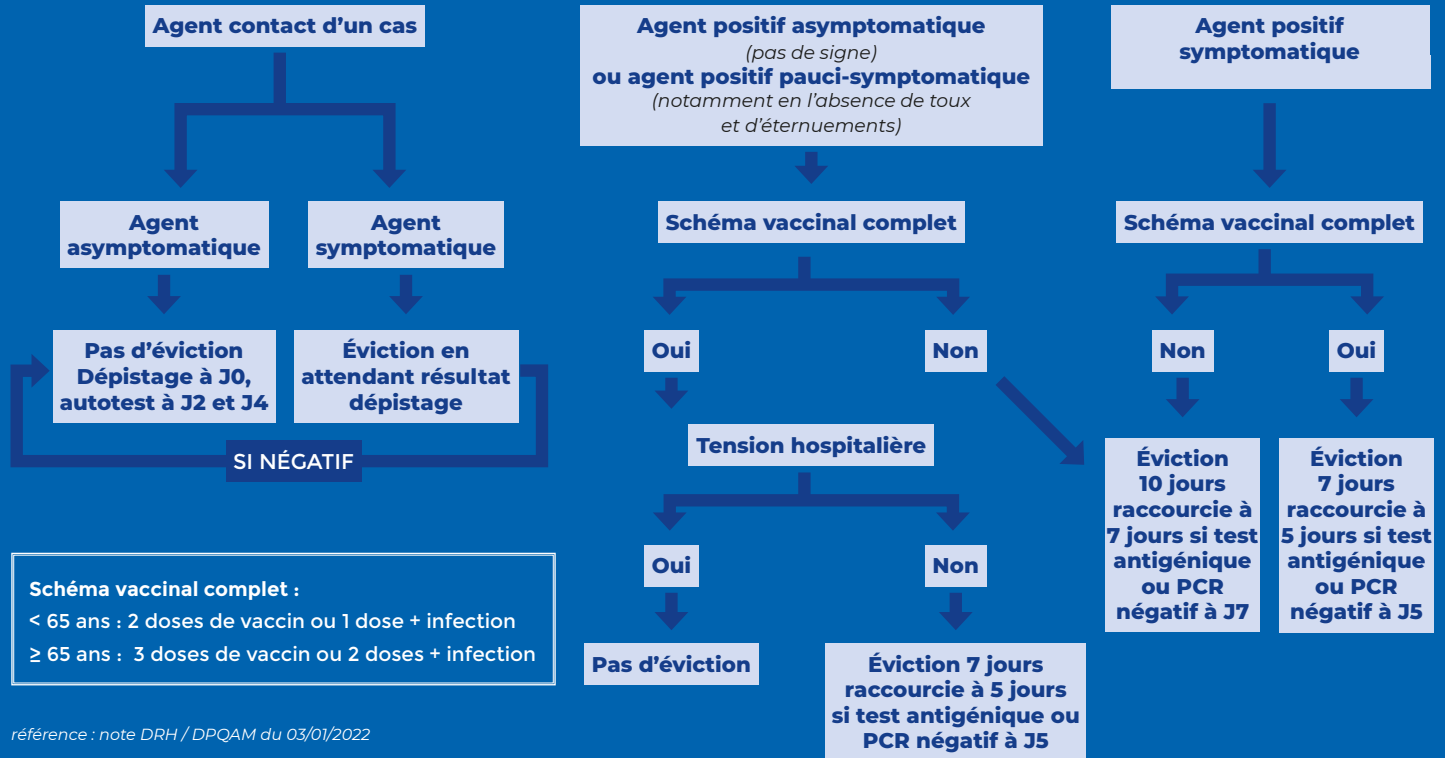 Agent contact d'un cas
Agent
asymptomatique
Agent
symptomatique
Pas d'éviction
Dépistage à J0,
autotest à J2 et J4
Éviction en
attendant résultat
dépistage
SI NÉGATIF
Schéma vaccinal complet :
< 65 ans : 2 doses de vaccin ou 1 dose + infection
≥ 65 ans : 3 doses de vaccin ou 2 doses + infection
référence : note DRH / DPQAM du 03/01/2022
Agent positif asymptomatique
(pas de signe)
ou agent positif pauci-symptomatique
(notamment en l'absence de toux
et d'éternuements)
Schéma vaccinal complet
Oui
Non
Tension hospitalière
Oui
Non
Pas d'éviction
Éviction 7 jours
raccourcie à 5 jours
si test antigénique ou
PCR négatif à J5
Agent positif
symptomatique
Schéma vaccinal complet
Non
Oui
Éviction
10 jours
raccourcie à
7 jours si test
antigénique
ou PCR
négatif à J7
Éviction
7 jours
raccourcie à
5 jours si test
antigénique
ou PCR
négatif à J5